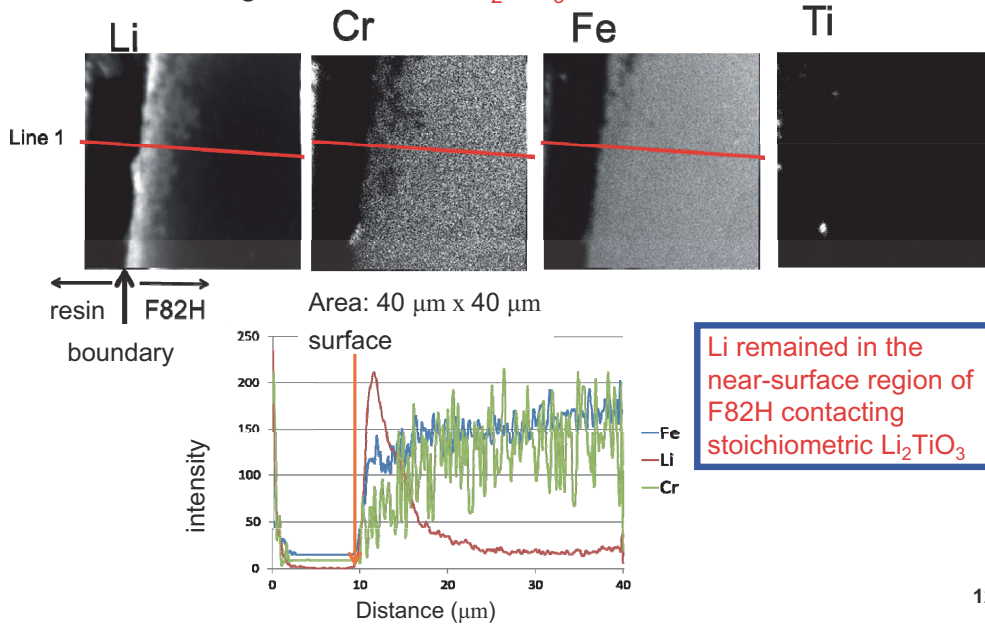 Li Cr Fe Ti
Line 1
resin F82H
boundary
Area: 40 μm x 40 μm
surface
250
200
150
100
50
0
intensity
0 10 20 30 40
Distance (μm)
Fe
Li
Cr
Li remained in the
near-surface region of
F82H contacting
stoichiometric Li₂TiO₃